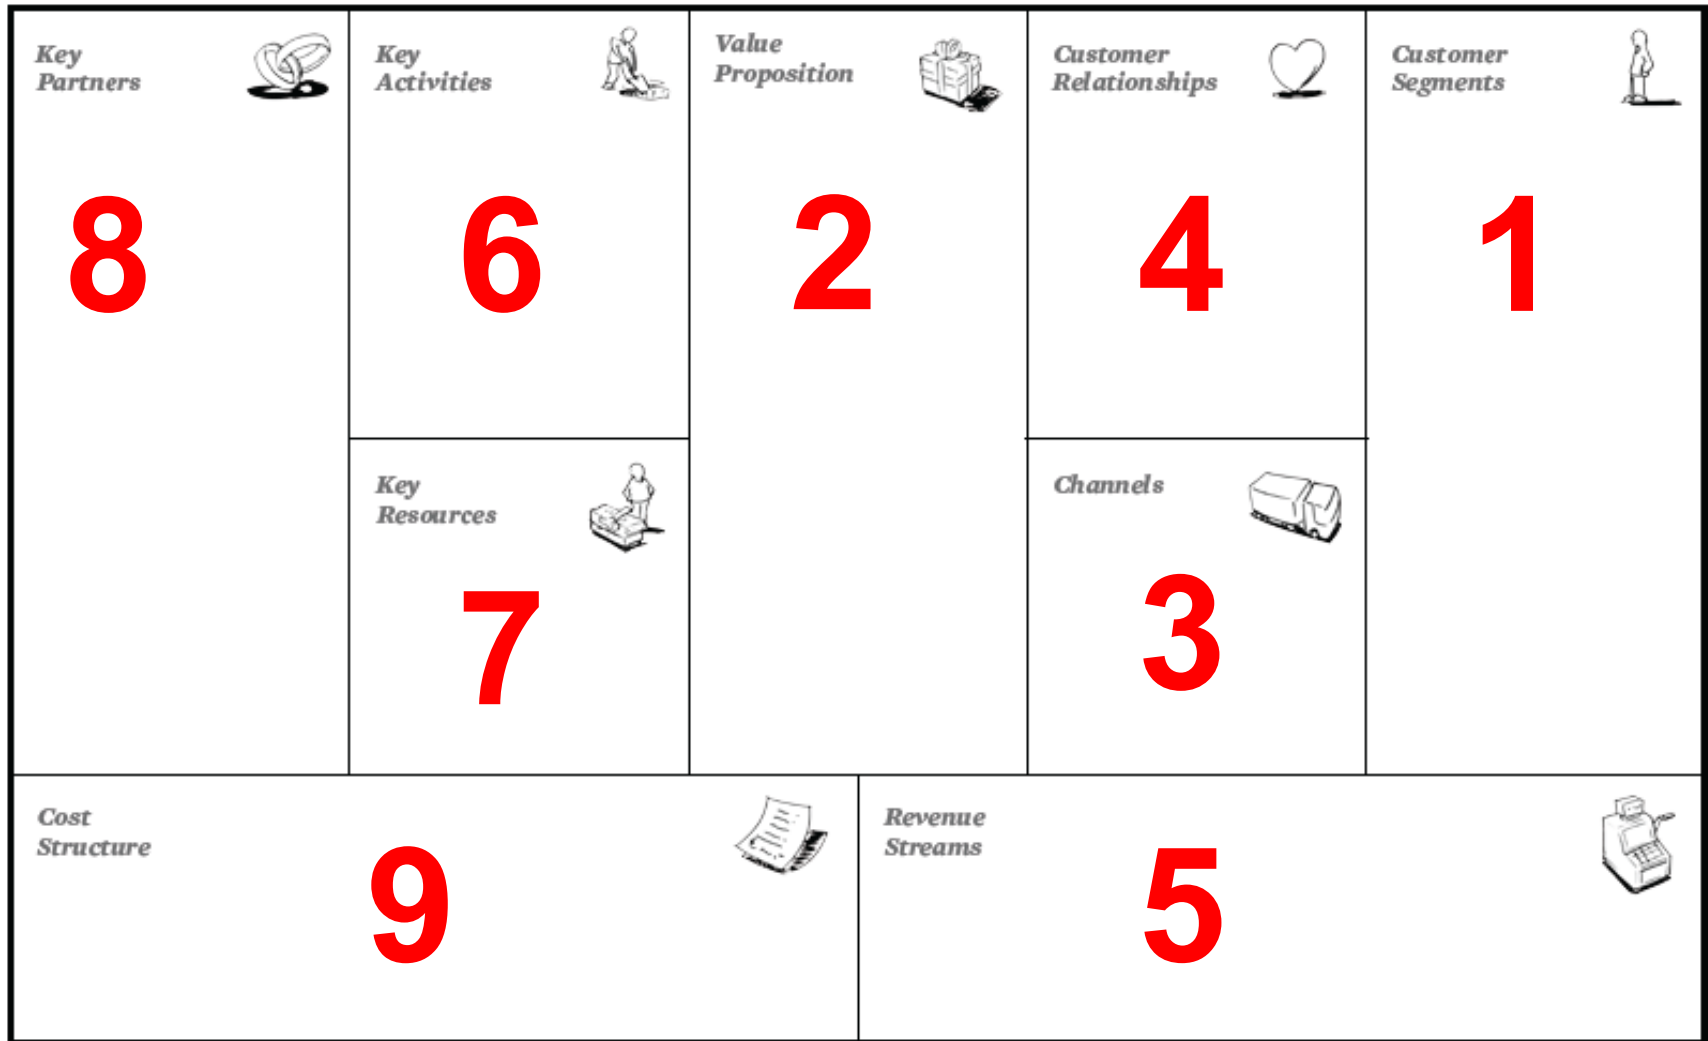 Key
Partners
8
Key
Activities
6
Key
Resources
7
Value
Proposition
2
Customer
Relationships
4
Channels
3
Customer
Segments
1
Cost
Structure
9
Revenue
Streams
5